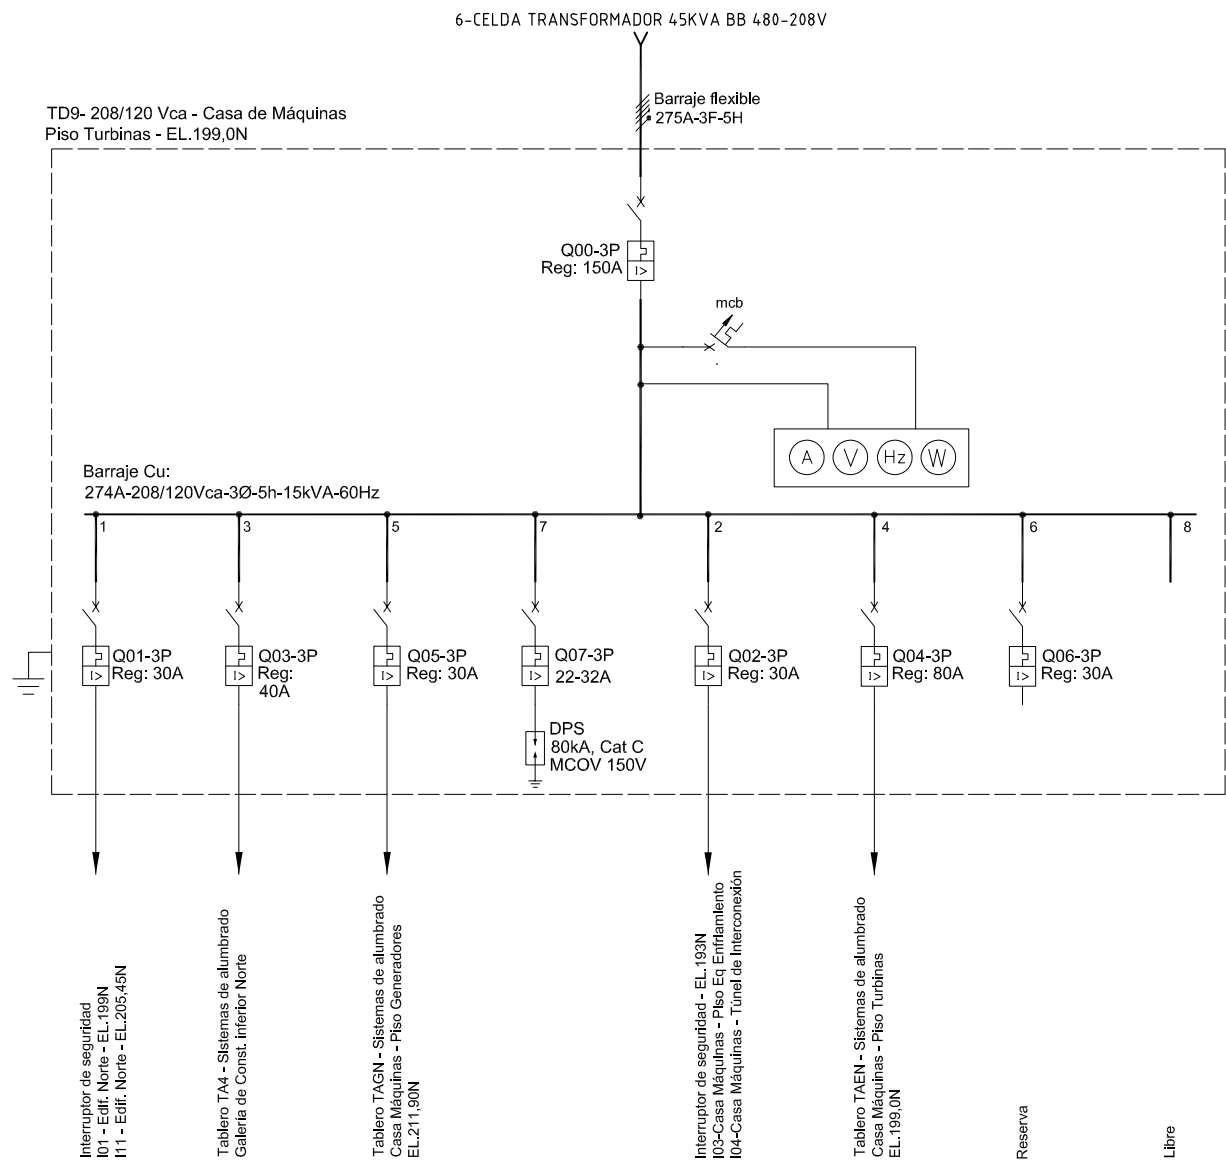 6-CELDA TRANSFORMADOR 45KVA BB 480-208V
TD9- 208/120 Vca - Casa de Máquinas
Piso Turbinas - EL.199,0N
Barraje flexible
275A-3F-5H
Q00-3P
Reg: 150A
I>
mcb
A V Hz W
Barraje Cu:
274A-208/120Vca-3Ø-5h-15kVA-60Hz
1 3 5 7 2 4 6 8
Q01-3P
Reg: 30A
I>
Q03-3P
Reg:
40A
I>
Q05-3P
Reg: 30A
I>
Q07-3P
22-32A
I>
DPS
80kA, Cat C
MCOV 150V
Q02-3P
Reg: 30A
I>
Q04-3P
Reg: 80A
I>
Q06-3P
Reg: 30A
I>
Interruptor de seguridad
I01 - Edif. Norte - EL.199N
I11 - Edif. Norte - EL.205,45N
Tablero TA4 - Sistemas de alumbrado
Galería de Const. inferior Norte
Tablero TAGN - Sistemas de alumbrado
Casa Máquinas - Piso Generadores
EL.211,90N
Interruptor de seguridad - EL.193N
I03-Casa Máquinas - Piso Eq Enfriamiento
I04-Casa Máquinas - Túnel de Interconexión
Tablero TAEN - Sistemas de alumbrado
Casa Máquinas - Piso Turbinas
EL.199,0N
Reserva
Libre